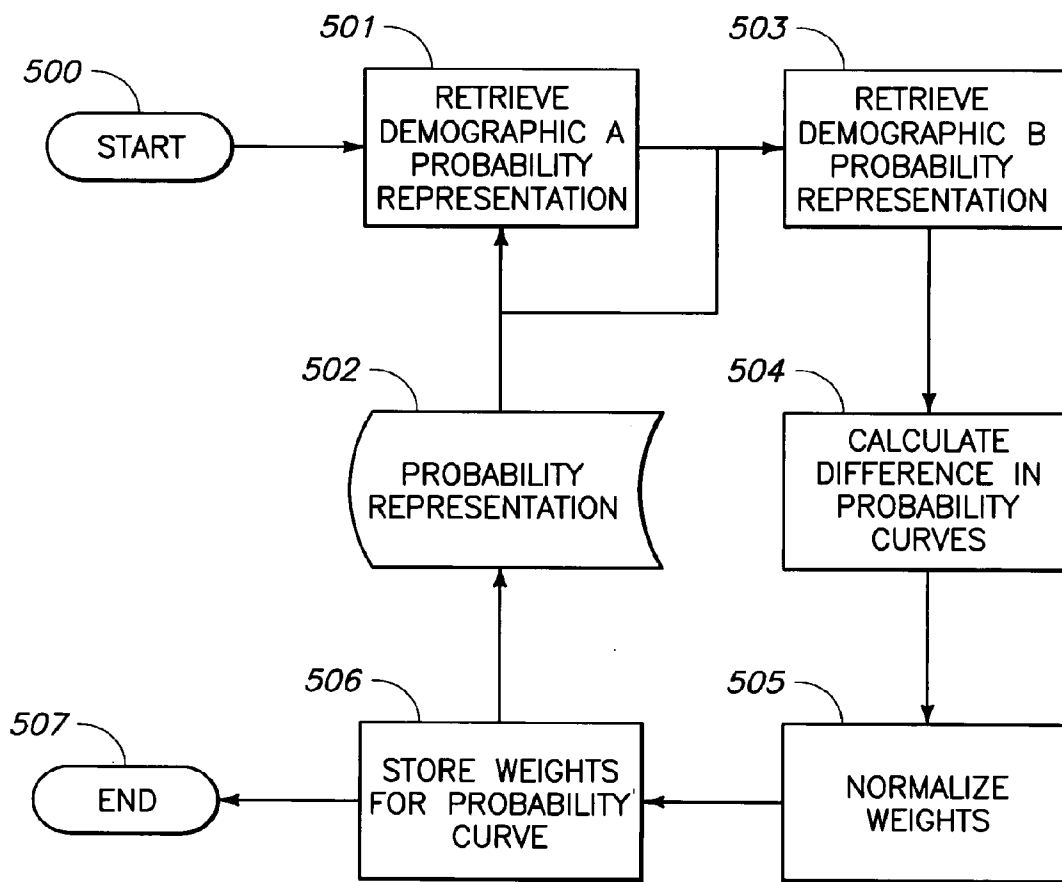 500
START
501
RETRIEVE
DEMOGRAPHIC A
PROBABILITY
REPRESENTATION
503
RETRIEVE
DEMOGRAPHIC B
PROBABILITY
REPRESENTATION
502
PROBABILITY
REPRESENTATION
504
CALCULATE
DIFFERENCE IN
PROBABILITY
CURVES
507
END
506
STORE WEIGHTS
FOR PROBABILITY
CURVE
505
NORMALIZE
WEIGHTS